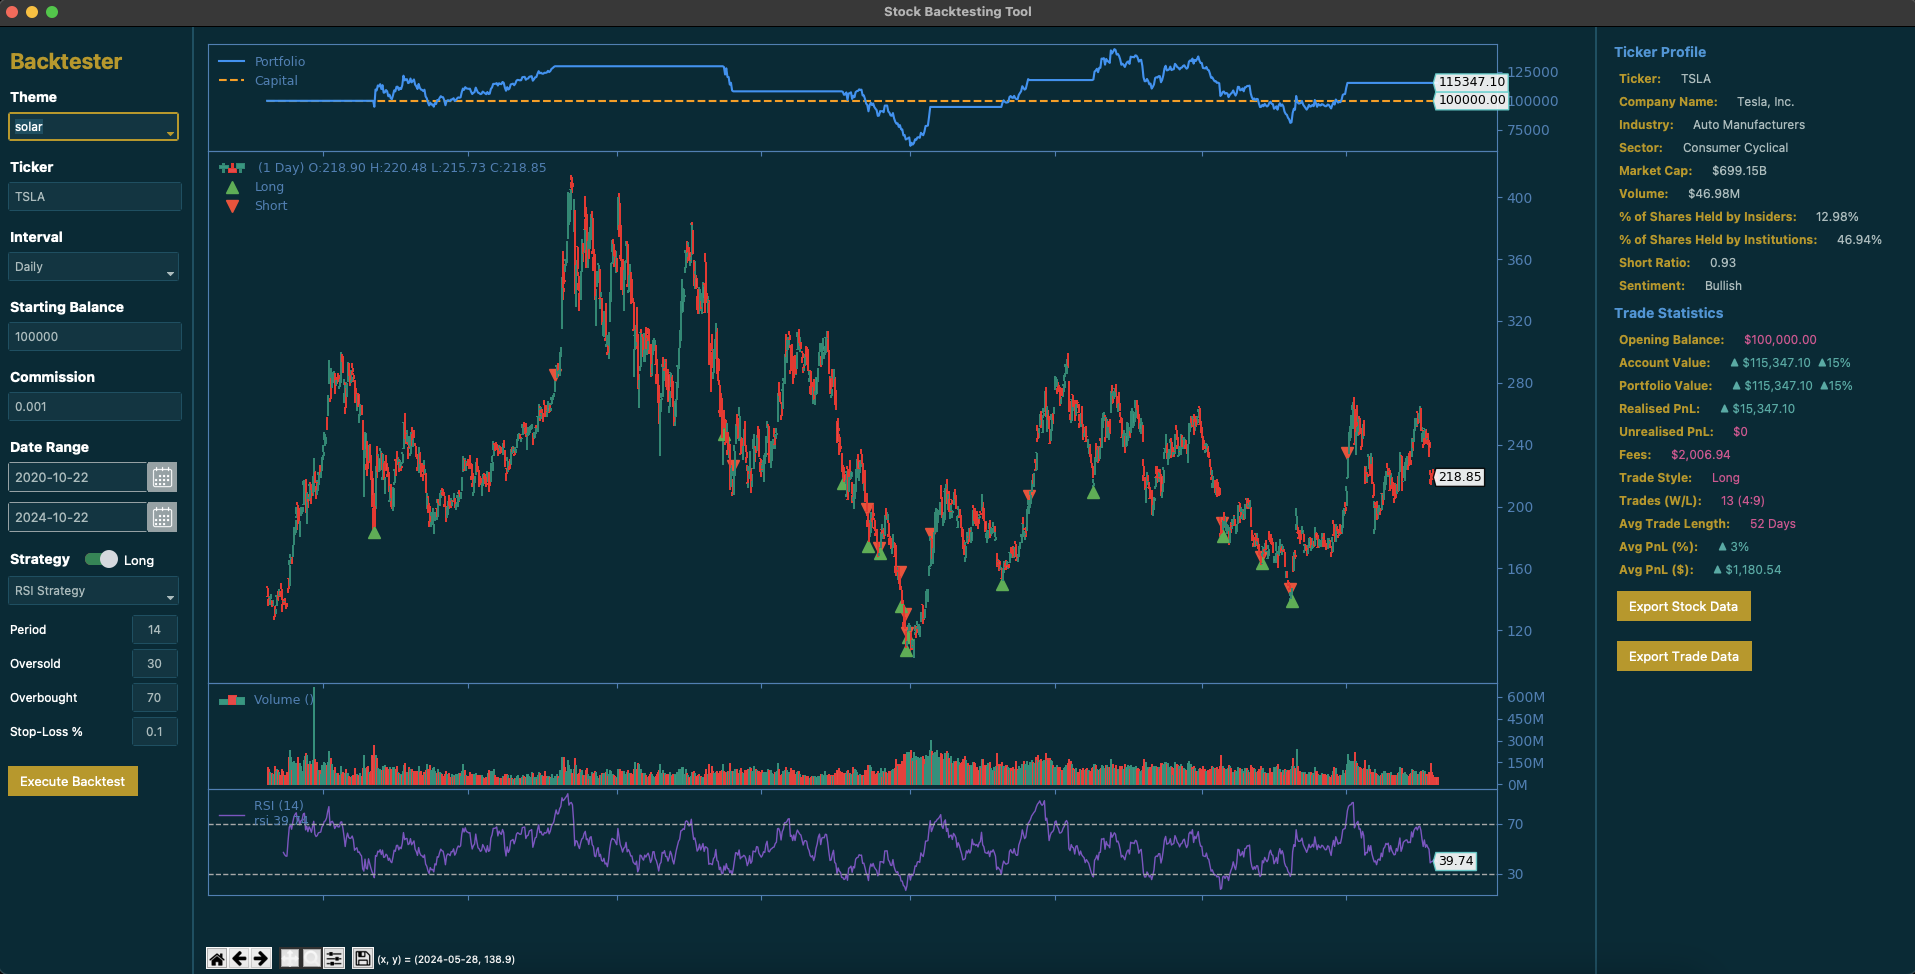 Stock Backtesting Tool
Backtester
Theme
solar
Ticker
TSLA
Interval
Daily
Starting Balance
100000
Commission
0.001
Date Range
2020-10-22
2024-10-22
Strategy Long
RSI Strategy
Period 14
Oversold 30
Overbought 70
Stop-Loss % 0.1
Execute Backtest
Portfolio
Capital
125000
115347.10
100000.00 100000
75000
(1 Day) O:218.90 H:220.48 L:215.73 C:218.85
Long
Short
400
360
320
280
240
218.85
200
160
120
Volume ()
600M
450M
300M
150M
0M
RSI (14)
rsi 39.74
70
39.74
30
(x, y) = (2024-05-28, 138.9)
Ticker Profile
Ticker: TSLA
Company Name: Tesla, Inc.
Industry: Auto Manufacturers
Sector: Consumer Cyclical
Market Cap: $699.15B
Volume: $46.98M
% of Shares Held by Insiders: 12.98%
% of Shares Held by Institutions: 46.94%
Short Ratio: 0.93
Sentiment: Bullish
Trade Statistics
Opening Balance: $100,000.00
Account Value: ▲ $115,347.10 ▲15%
Portfolio Value: ▲ $115,347.10 ▲15%
Realised PnL: ▲ $15,347.10
Unrealised PnL: $0
Fees: $2,006.94
Trade Style: Long
Trades (W/L): 13 (4:9)
Avg Trade Length: 52 Days
Avg PnL (%): ▲ 3%
Avg PnL ($): ▲ $1,180.54
Export Stock Data
Export Trade Data